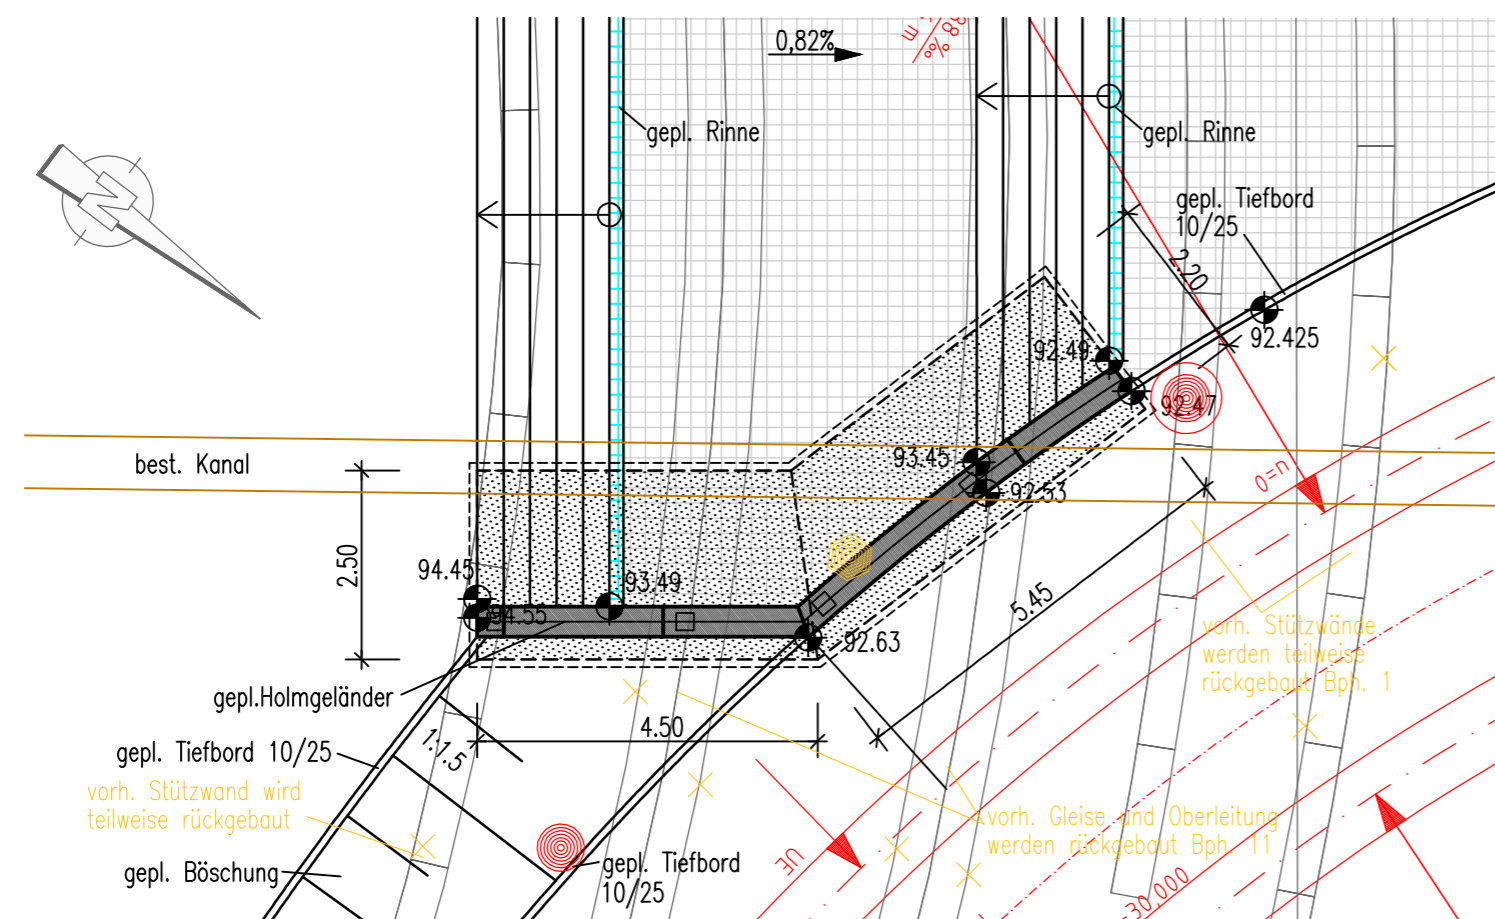 0,82%
gepl. Rinne
gepl. Rinne
N
gepl. Tiefbord
10/25
2.20
92.425
92.49
92.47
best. Kanal
93.45
92.53
n=0
2.50
94.45
93.49
94.55
92.63
5.45
vorh. Stützwände
werden teilweise
rückgebaut Bph. 1
gepl.Holmgeländer
4.50
1:1.5
gepl. Tiefbord 10/25
vorh. Stützwand wird
teilweise rückgebaut
vorh. Gleise und Oberleitung
werden rückgebaut Bph. 11
UE
gepl. Böschung
gepl. Tiefbord
10/25
-30,000